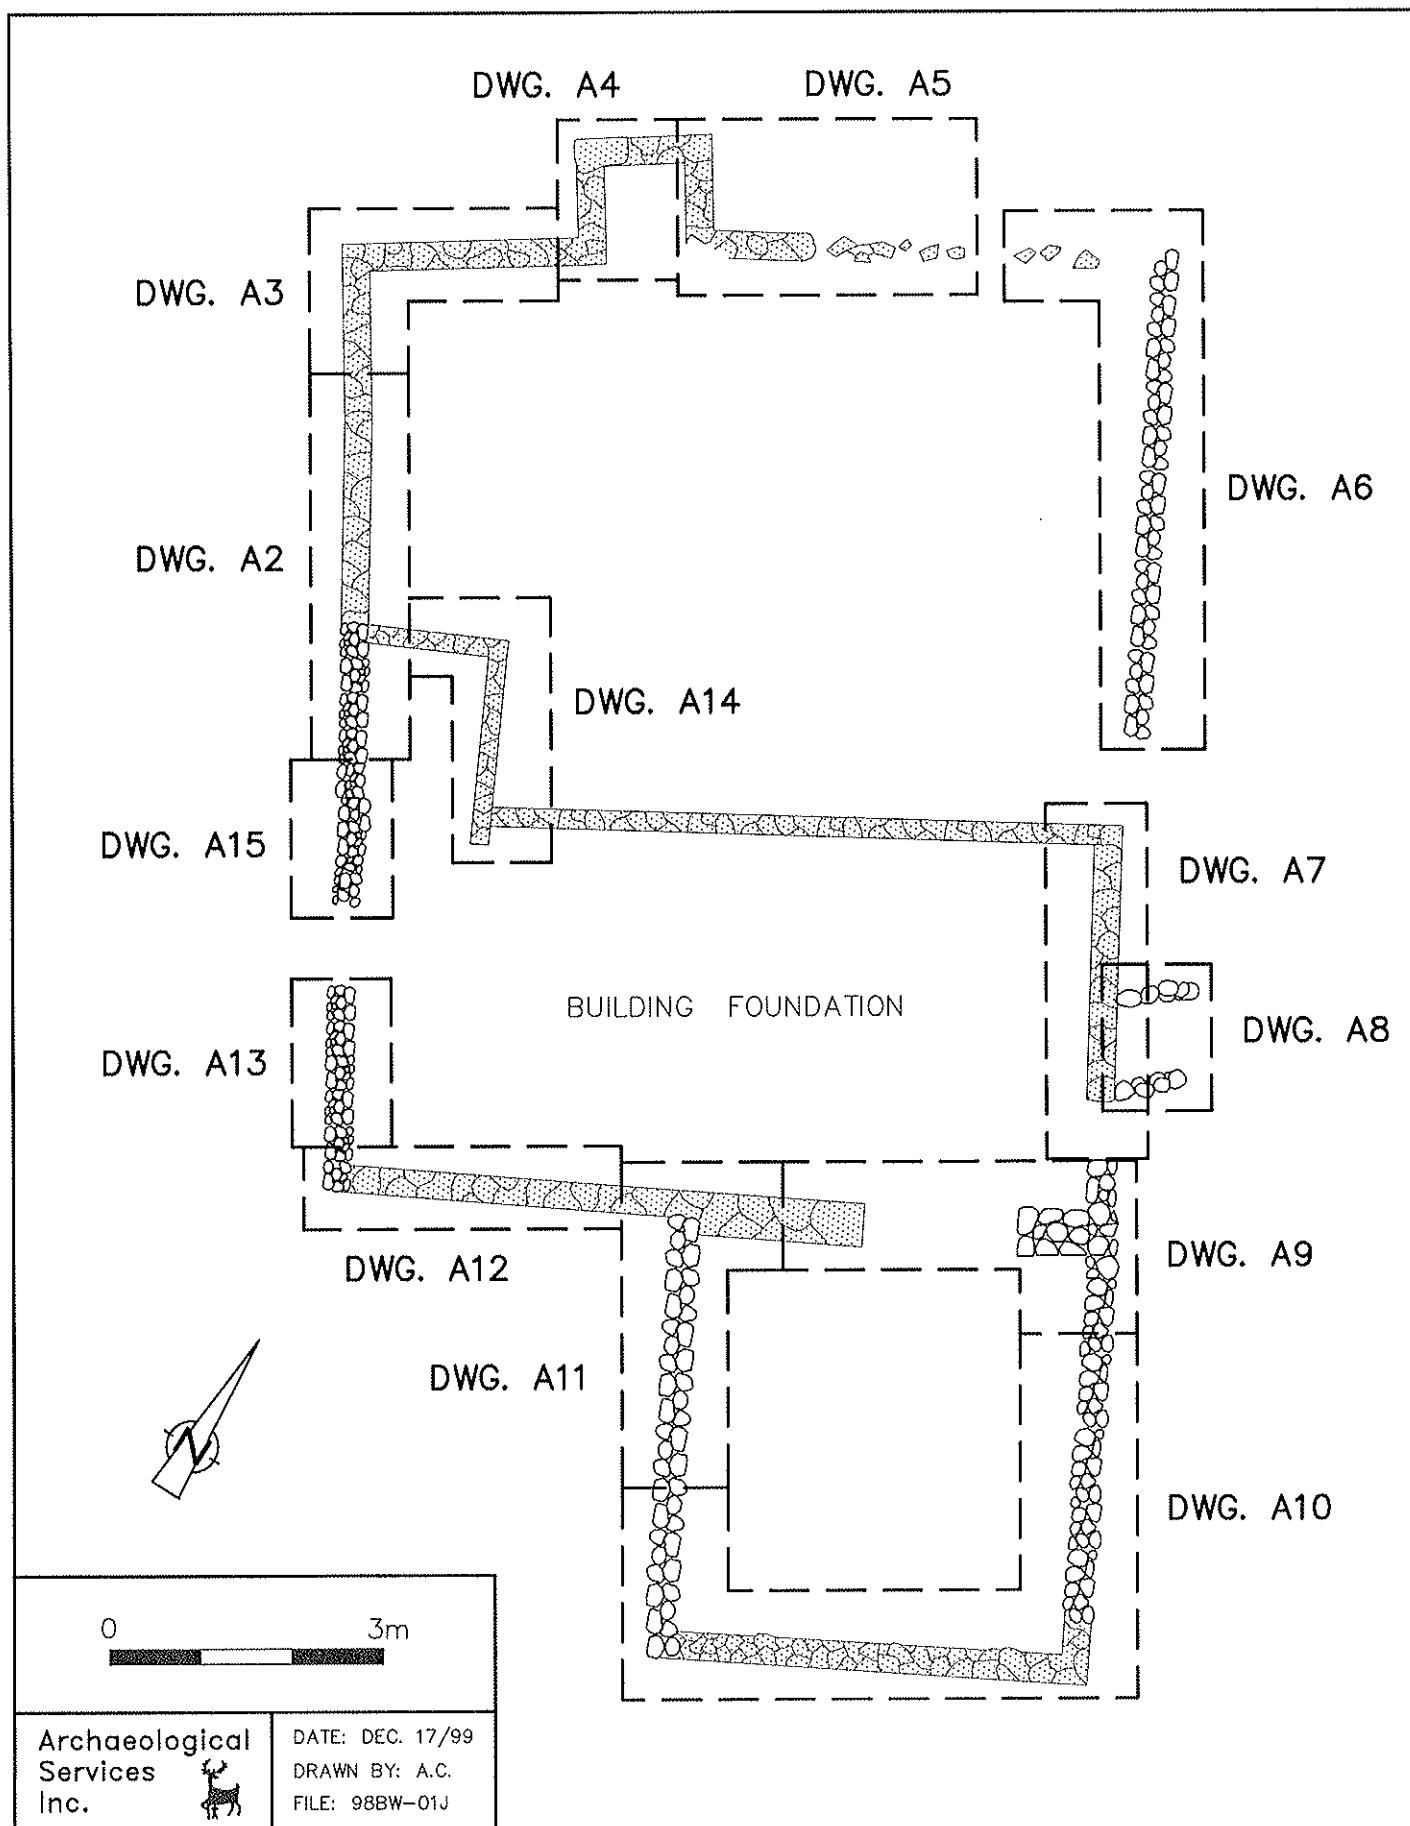 DWG. A4
DWG. A5
DWG. A3
DWG. A6
DWG. A2
DWG. A14
DWG. A15
DWG. A7
BUILDING FOUNDATION
DWG. A8
DWG. A13
DWG. A9
DWG. A12
DWG. A11
N
DWG. A10
0 3m
Archaeological
Services
Inc.
DATE: DEC. 17/99
DRAWN BY: A.C.
FILE: 98BW-01J